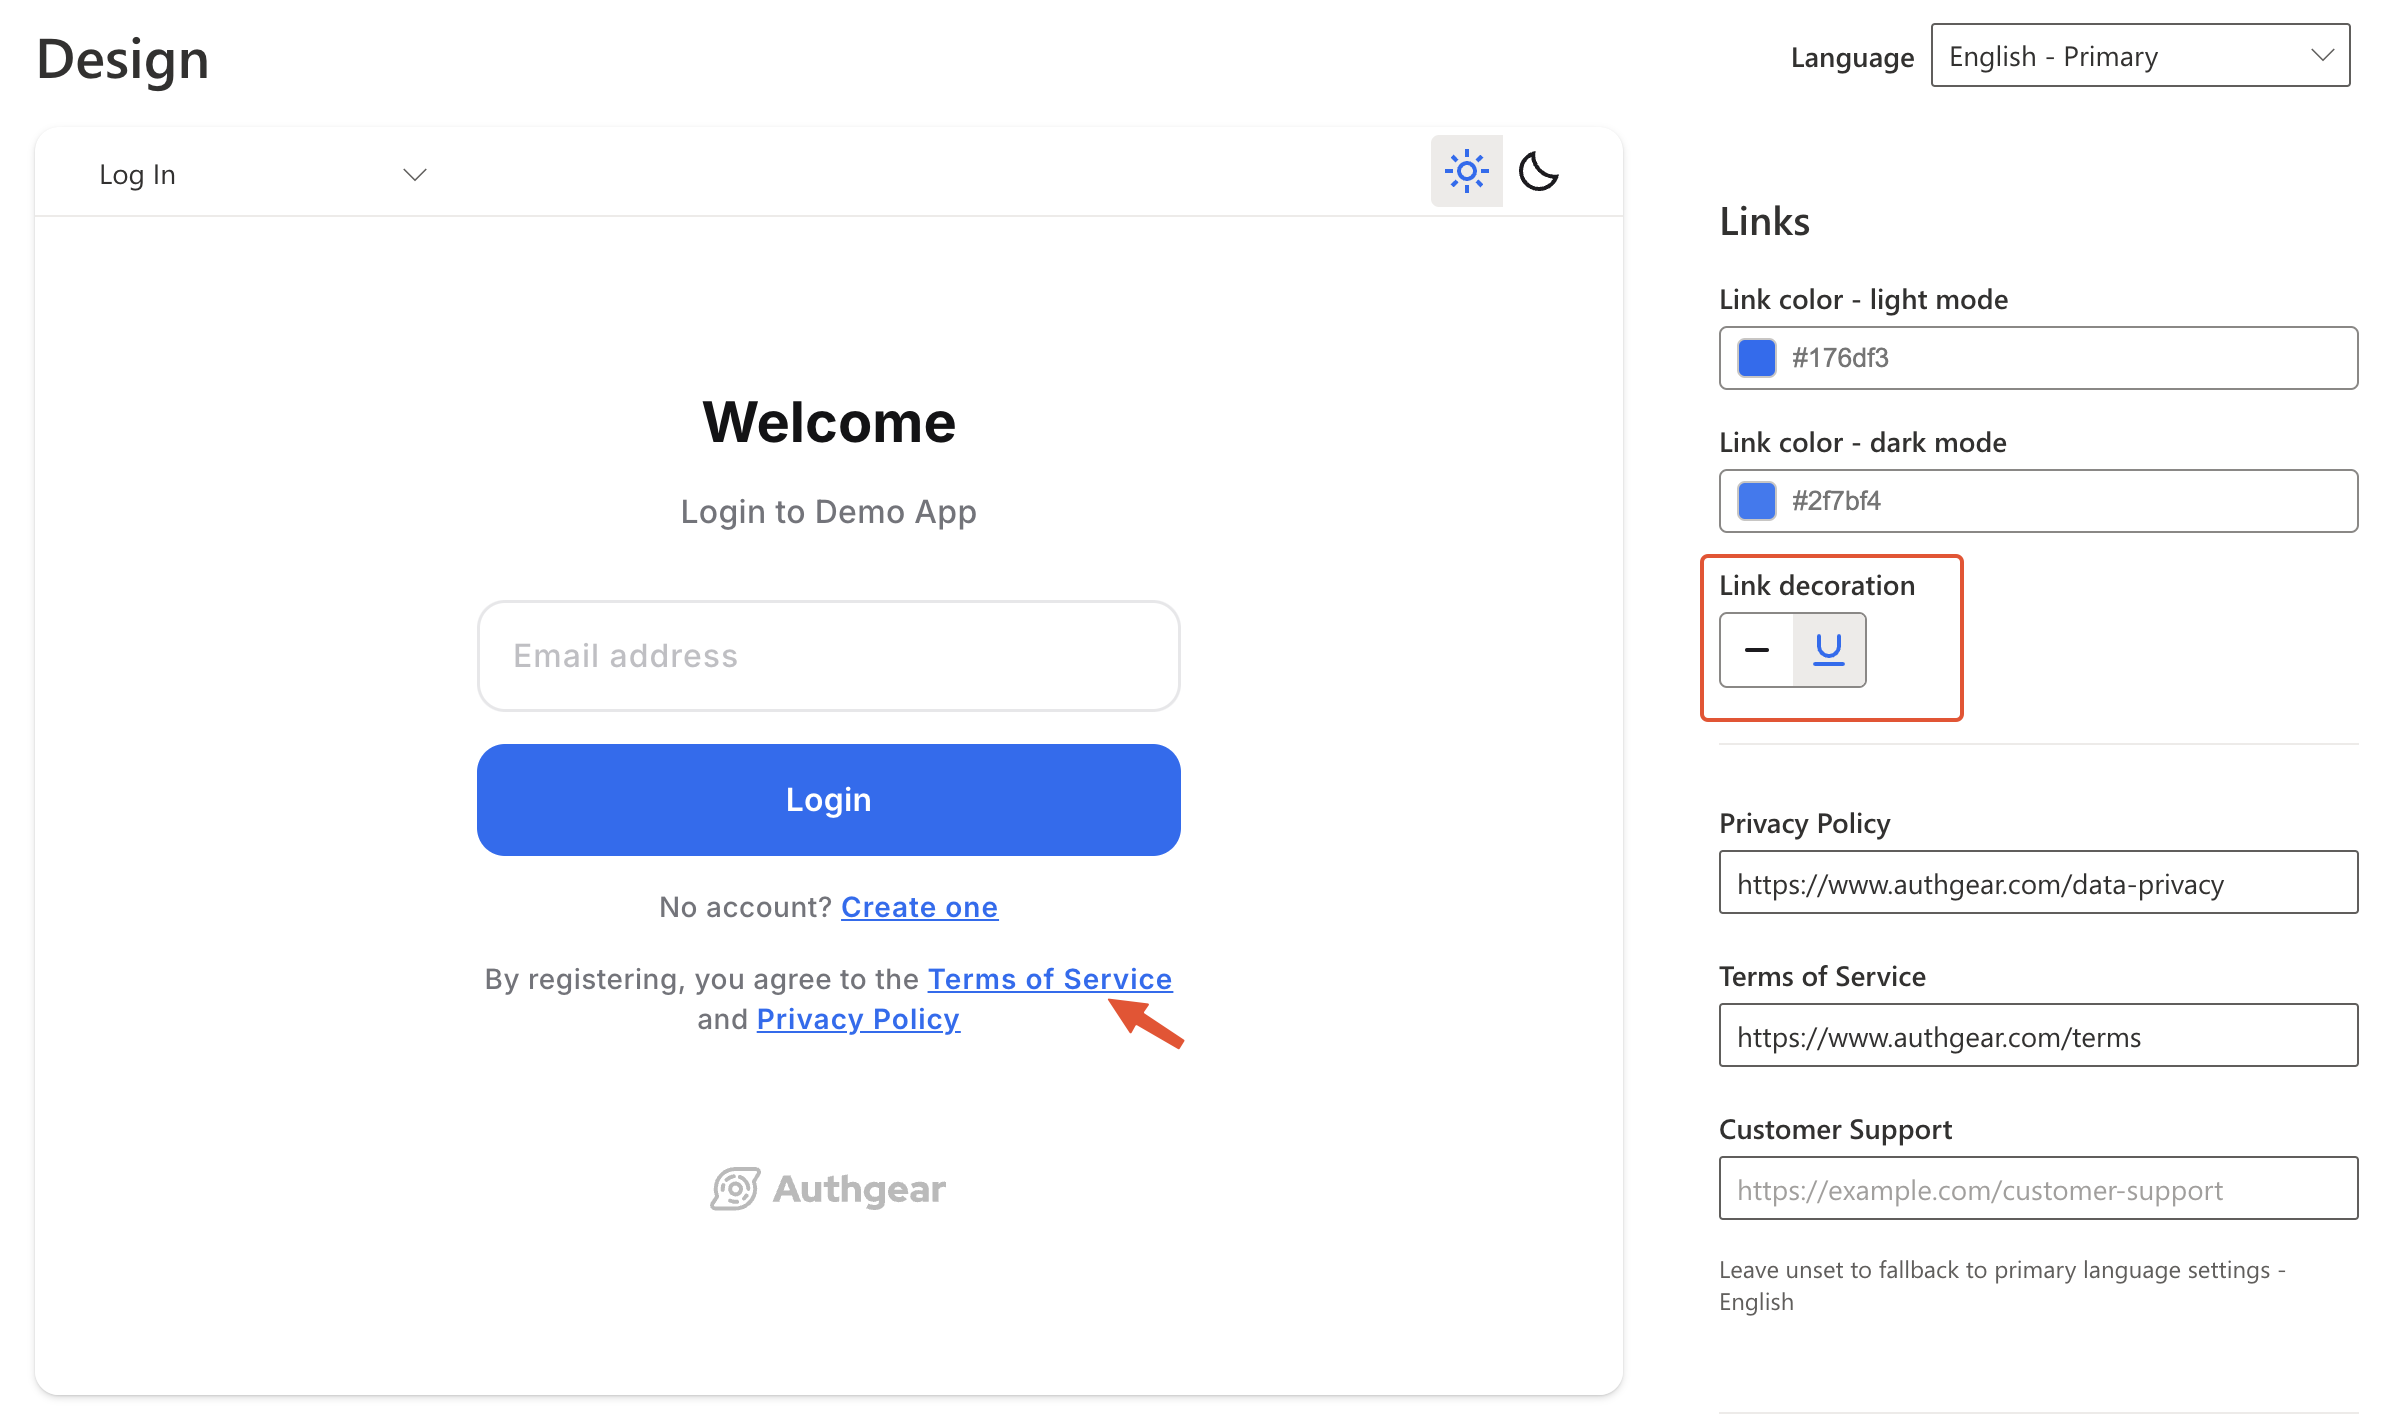 Design
Language
English - Primary
Log In
Welcome
Login to Demo App
Email address
Login
No account? Create one
By registering, you agree to the Terms of Service
and Privacy Policy
Authgear
Links
Link color - light mode
#176df3
Link color - dark mode
#2f7bf4
Link decoration
U
Privacy Policy
https://www.authgear.com/data-privacy
Terms of Service
https://www.authgear.com/terms
Customer Support
https://example.com/customer-support
Leave unset to fallback to primary language settings -
English